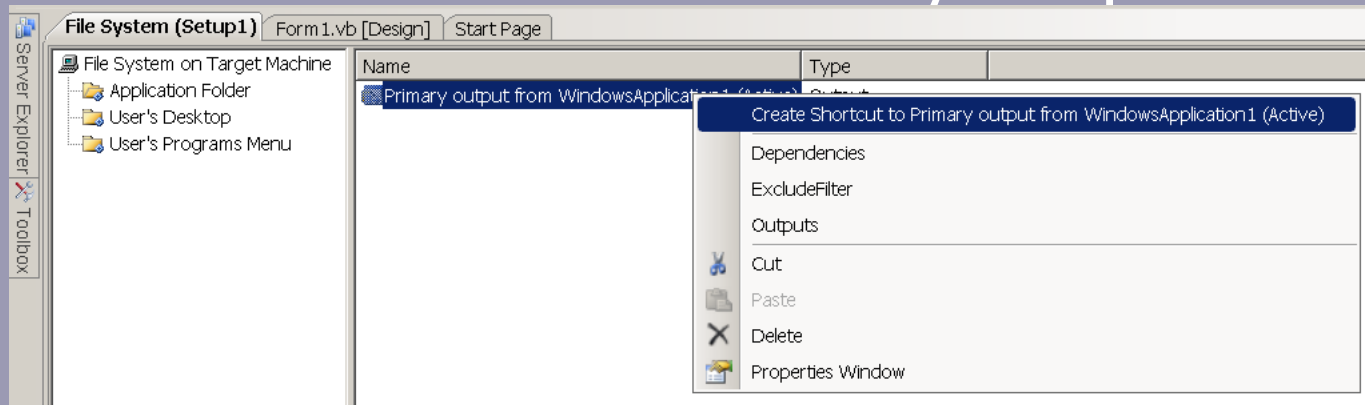 File System (Setup1) Form1.vb [Design] Start Page
Server Explorer
Toolbox
File System on Target Machine
Application Folder
User's Desktop
User's Programs Menu
Name Type
Primary output from WindowsApplication1 (Active) Output
Create Shortcut to Primary output from WindowsApplication1 (Active)
Dependencies
ExcludeFilter
Outputs
Cut
Paste
Delete
Properties Window